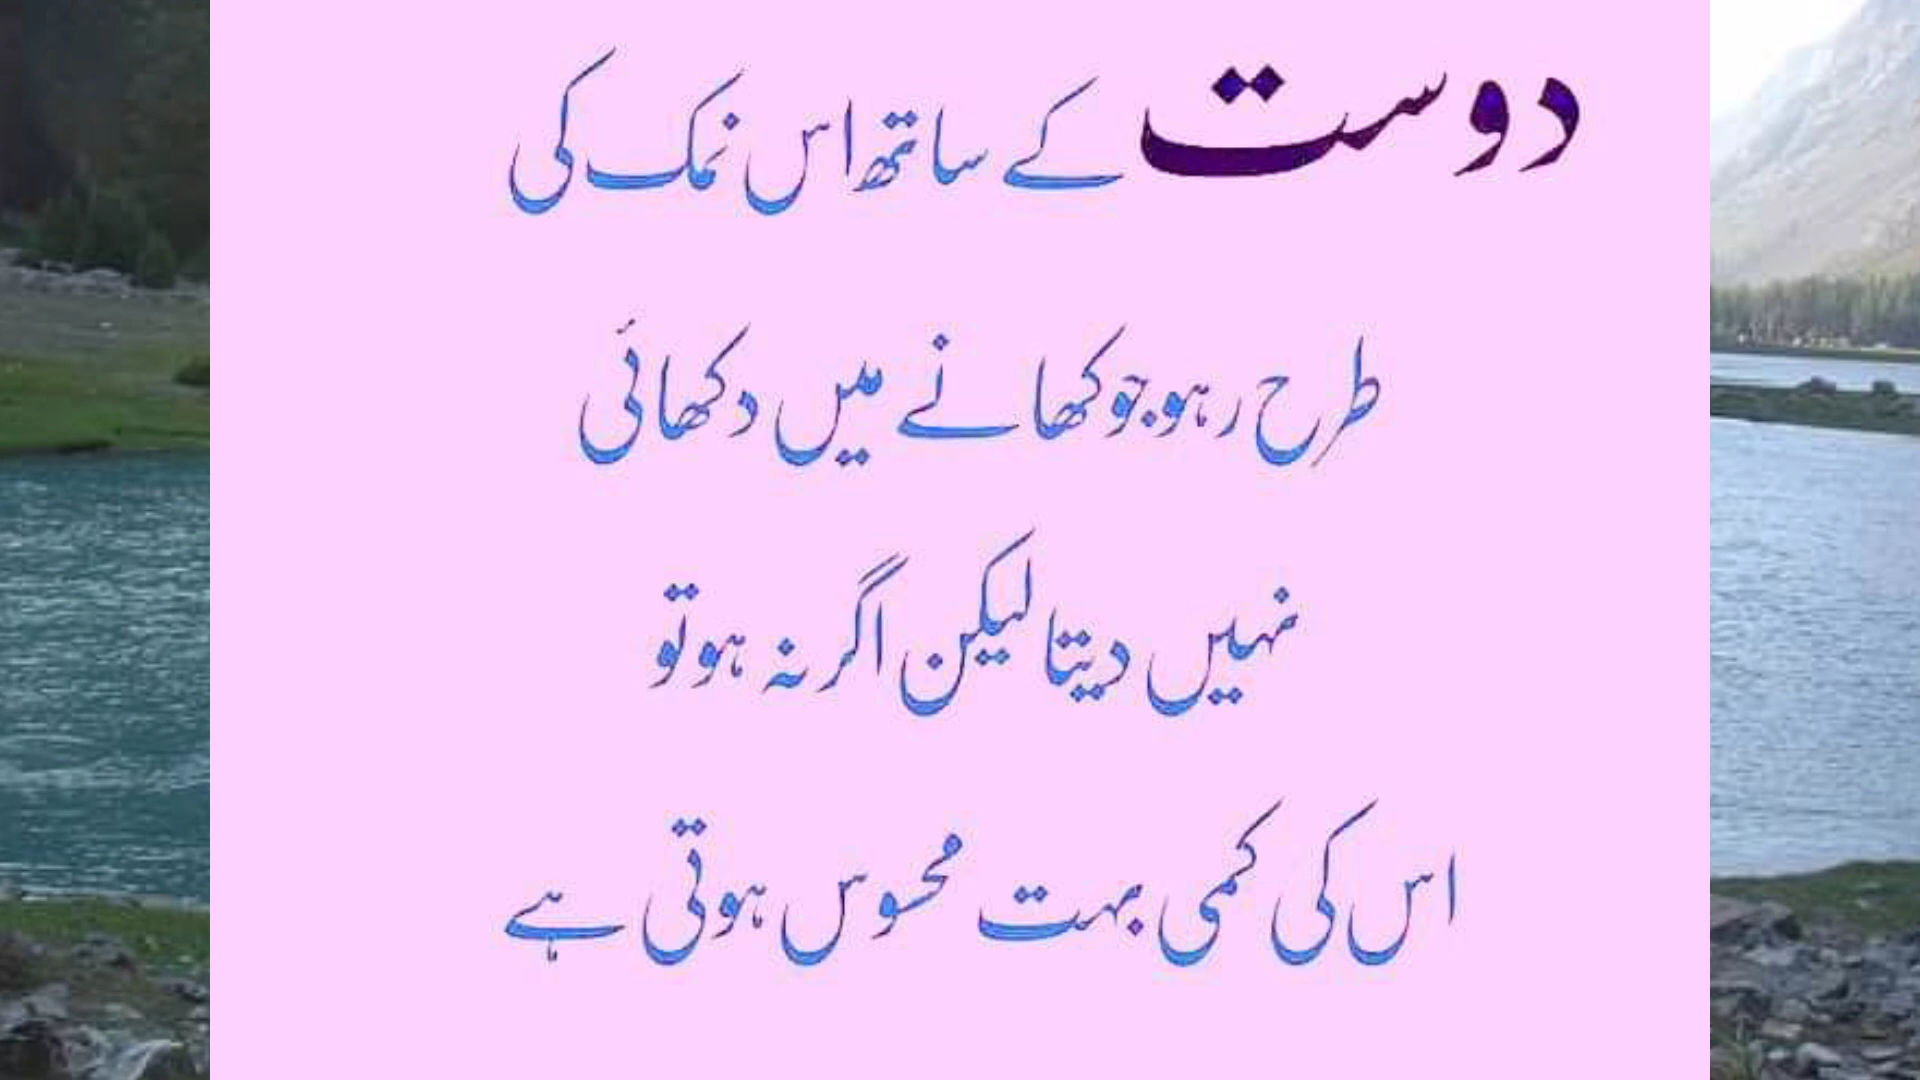 دوست کے ساتھ اس نمک کی
طرح رہو جو کھانے میں دکھائی
نہیں دیتا لیکن اگر نہ ہو تو
اس کی کمی بہت محسوس ہوتی ہے